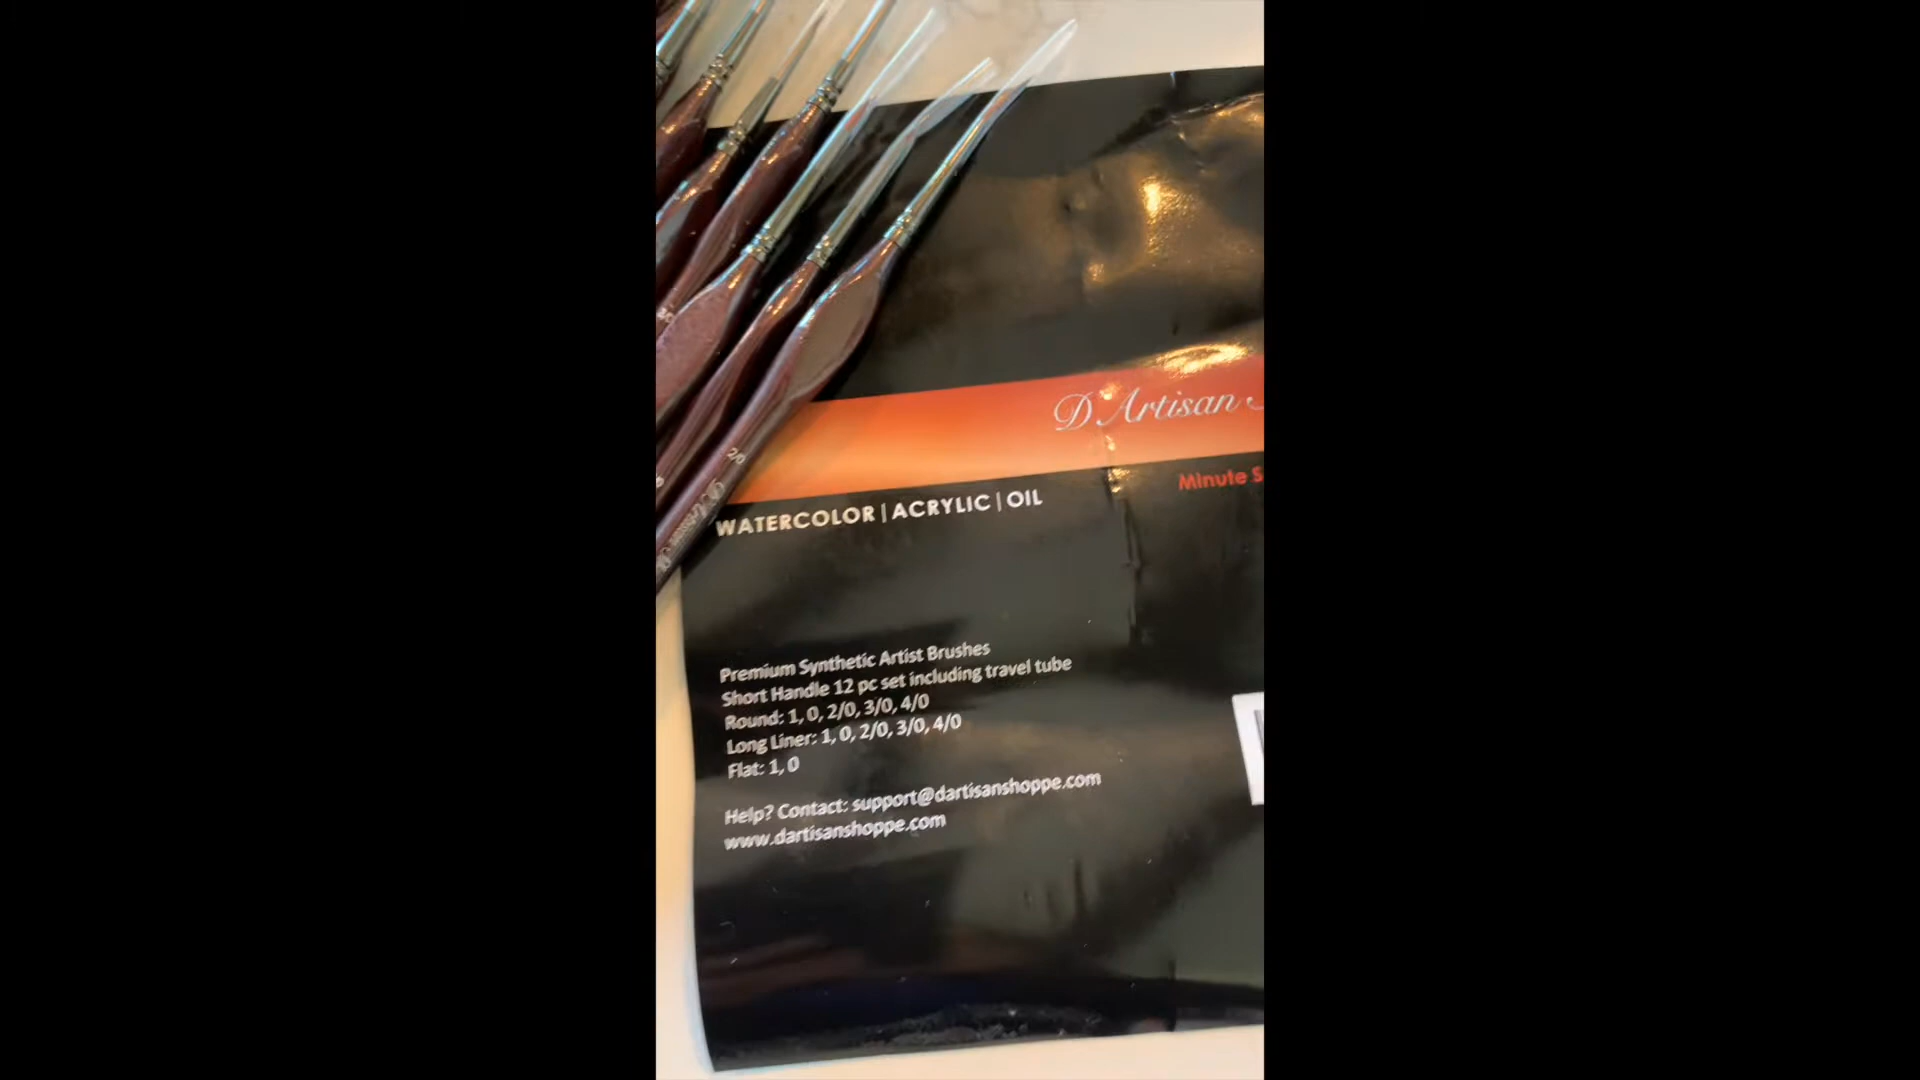 D'Artisan
Minute S
WATERCOLOR | ACRYLIC | OIL
Premium Synthetic Artist Brushes
Short Handle 12 pc set including travel tube
Round: 1, 0, 2/0, 3/0, 4/0
Long Liner: 1, 0, 2/0, 3/0, 4/0
Flat: 1, 0
Help? Contact: support@dartisanshoppe.com
www.dartisanshoppe.com
2/0